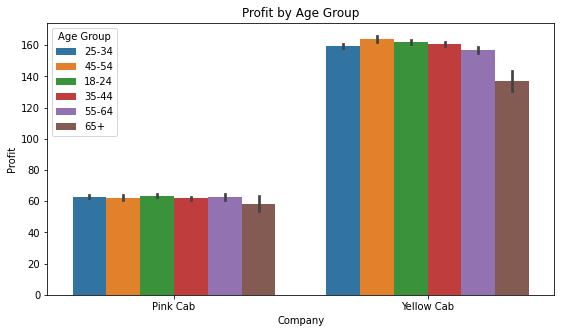 Profit by Age Group
Age Group
25-34
45-54
18-24
35-44
55-64
65+
160
140
120
100
80
60
40
20
0
Profit
Pink Cab
Yellow Cab
Company